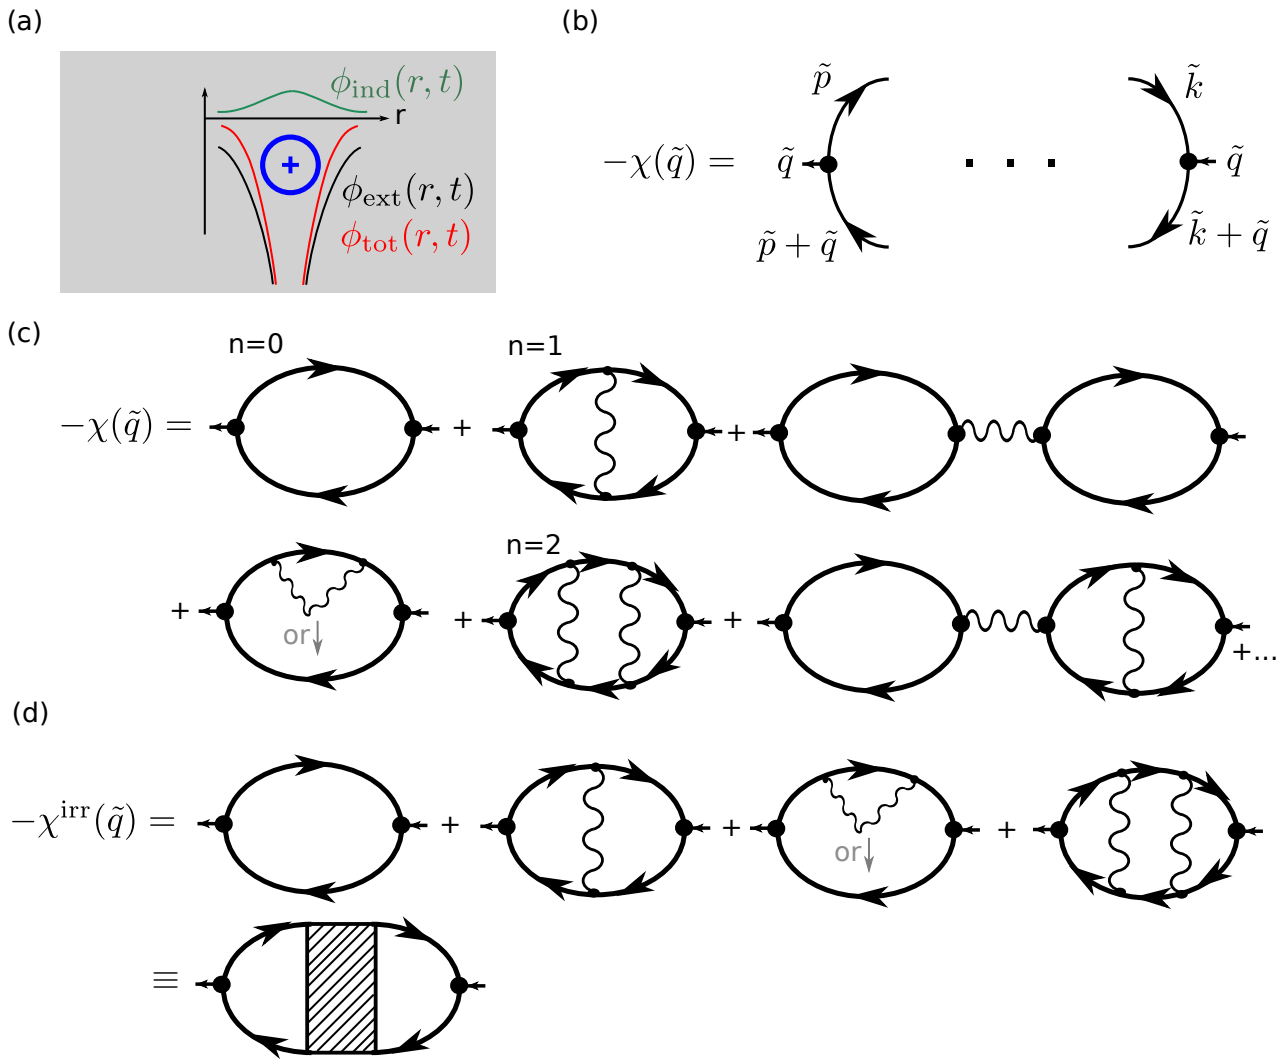 (a)
ϕ_ind(r, t)
r
+
ϕ_ext(r, t)
ϕ_tot(r, t)
(b)
−χ(q̃) =
p̃
q̃
p̃ + q̃
. . .
k̃
q̃
k̃ + q̃
(c)
n=0
n=1
−χ(q̃) =
+
+
n=2
+
or↓
+
+
+...
(d)
−χ^irr(q̃) =
+
+
or↓
+
≡